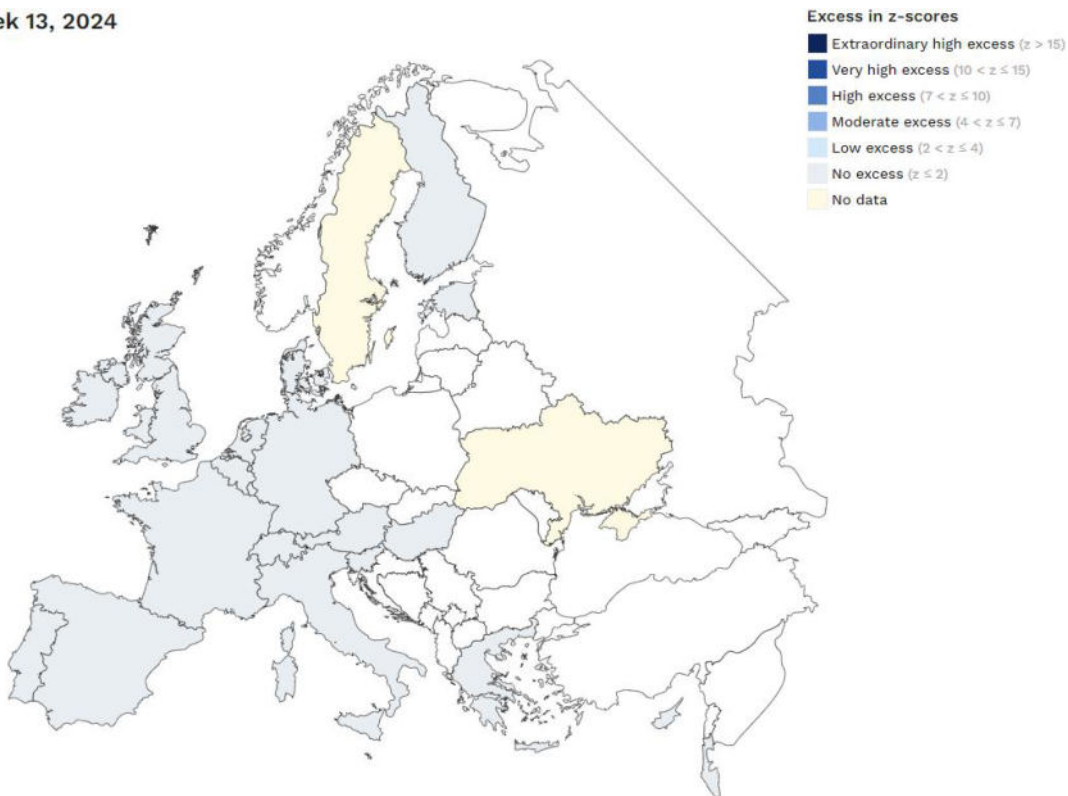 ek 13, 2024
Excess in z-scores
Extraordinary high excess (z > 15)
Very high excess (10 < z ≤ 15)
High excess (7 < z ≤ 10)
Moderate excess (4 < z ≤ 7)
Low excess (2 < z ≤ 4)
No excess (z ≤ 2)
No data